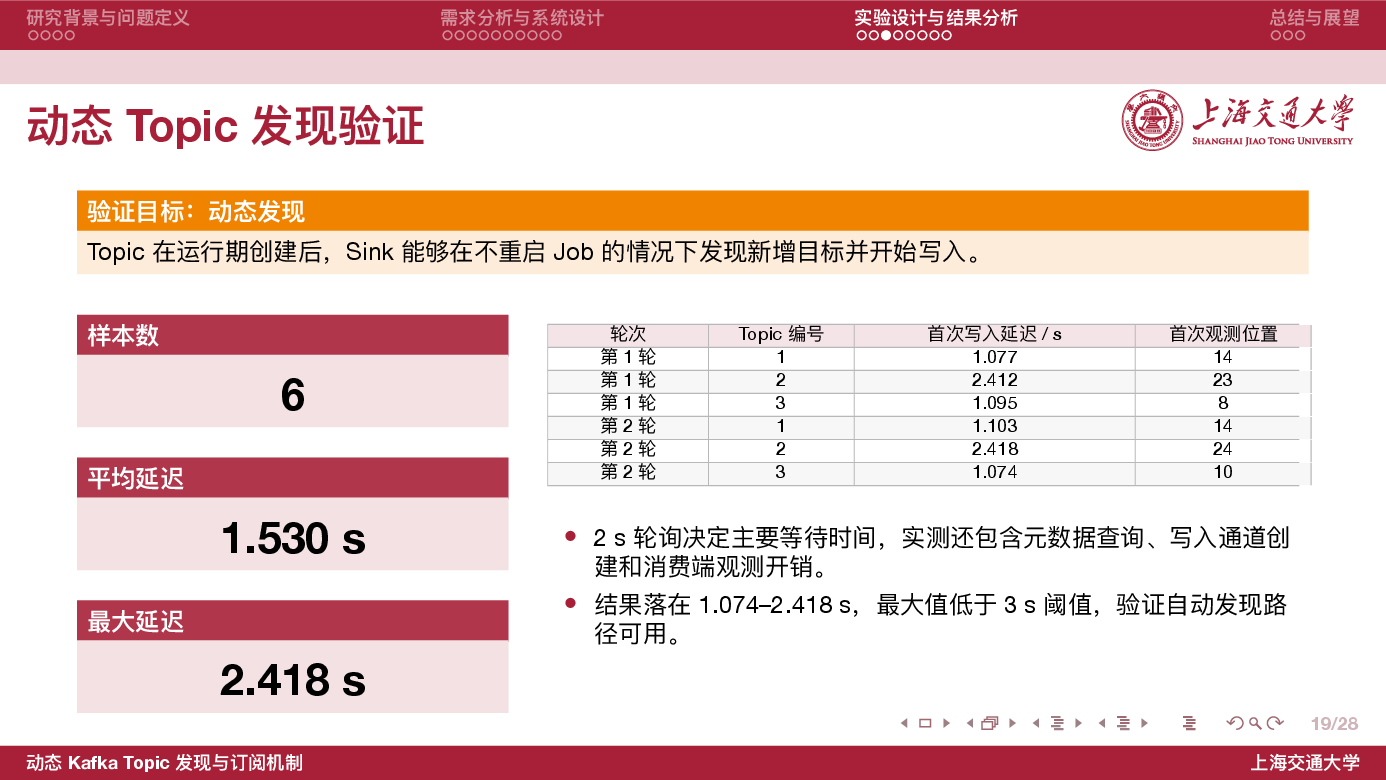 研究背景与问题定义 需求分析与系统设计 实验设计与结果分析 总结与展望
动态 Topic 发现验证
上海交通大学
SHANGHAI JIAO TONG UNIVERSITY
验证目标：动态发现
Topic 在运行期创建后，Sink 能够在不重启 Job 的情况下发现新增目标并开始写入。
样本数
6
平均延迟
1.530 s
最大延迟
2.418 s
轮次 Topic 编号 首次写入延迟 / s 首次观测位置
第 1 轮 1 1.077 14
第 1 轮 2 2.412 23
第 1 轮 3 1.095 8
第 2 轮 1 1.103 14
第 2 轮 2 2.418 24
第 2 轮 3 1.074 10
• 2 s 轮询决定主要等待时间，实测还包含元数据查询、写入通道创
建和消费端观测开销。
• 结果落在 1.074–2.418 s，最大值低于 3 s 阈值，验证自动发现路
径可用。
19/28
动态 Kafka Topic 发现与订阅机制 上海交通大学